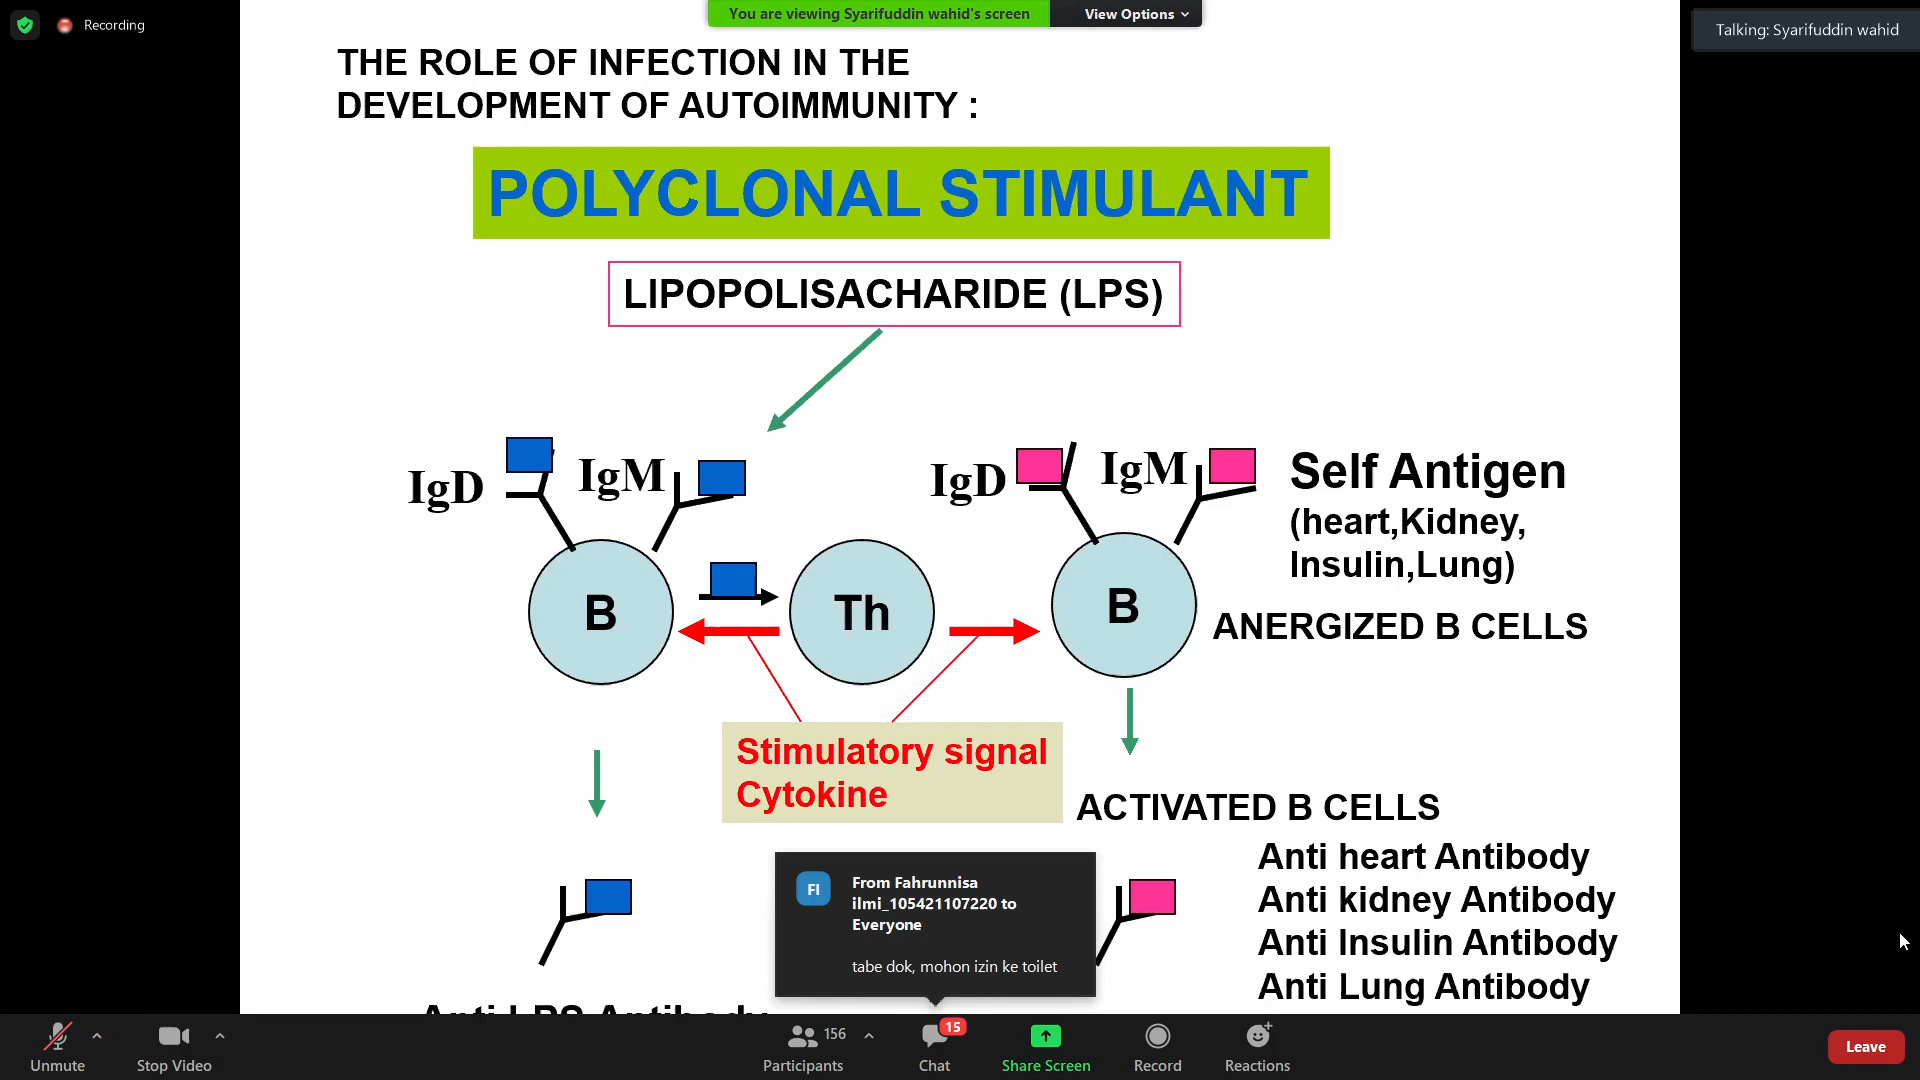 Recording
You are viewing Syarifuddin wahid's screen
View Options
Talking: Syarifuddin wahid
THE ROLE OF INFECTION IN THE
DEVELOPMENT OF AUTOIMMUNITY :
POLYCLONAL STIMULANT
LIPOPOLISACHARIDE (LPS)
IgD
IgM
IgD
IgM
Self Antigen
(heart,Kidney,
Insulin,Lung)
B
Th
B
ANERGIZED B CELLS
Stimulatory signal
Cytokine
ACTIVATED B CELLS
Anti heart Antibody
Anti kidney Antibody
Anti Insulin Antibody
Anti Lung Antibody
FI
From Fahrunnisa
ilmi_105421107220 to
Everyone
tabe dok, mohon izin ke toilet
Anti LPS Antibody
Unmute
Stop Video
156
Participants
15
Chat
Share Screen
Record
Reactions
Leave